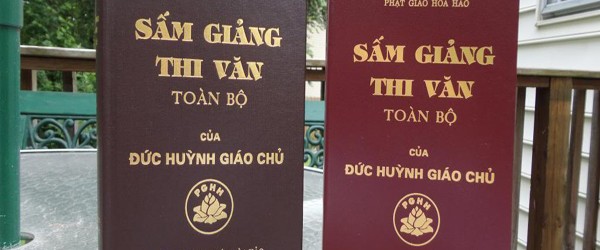 SẤM GIẢNG
THI VĂN
TOÀN BỘ
CỦA
ĐỨC HUỲNH GIÁO CHỦ
PGHH
PHẬT GIÁO HÒA HẢO
SẤM GIẢNG
THI VĂN
TOÀN BỘ
CỦA
ĐỨC HUỲNH GIÁO CHỦ
PGHH